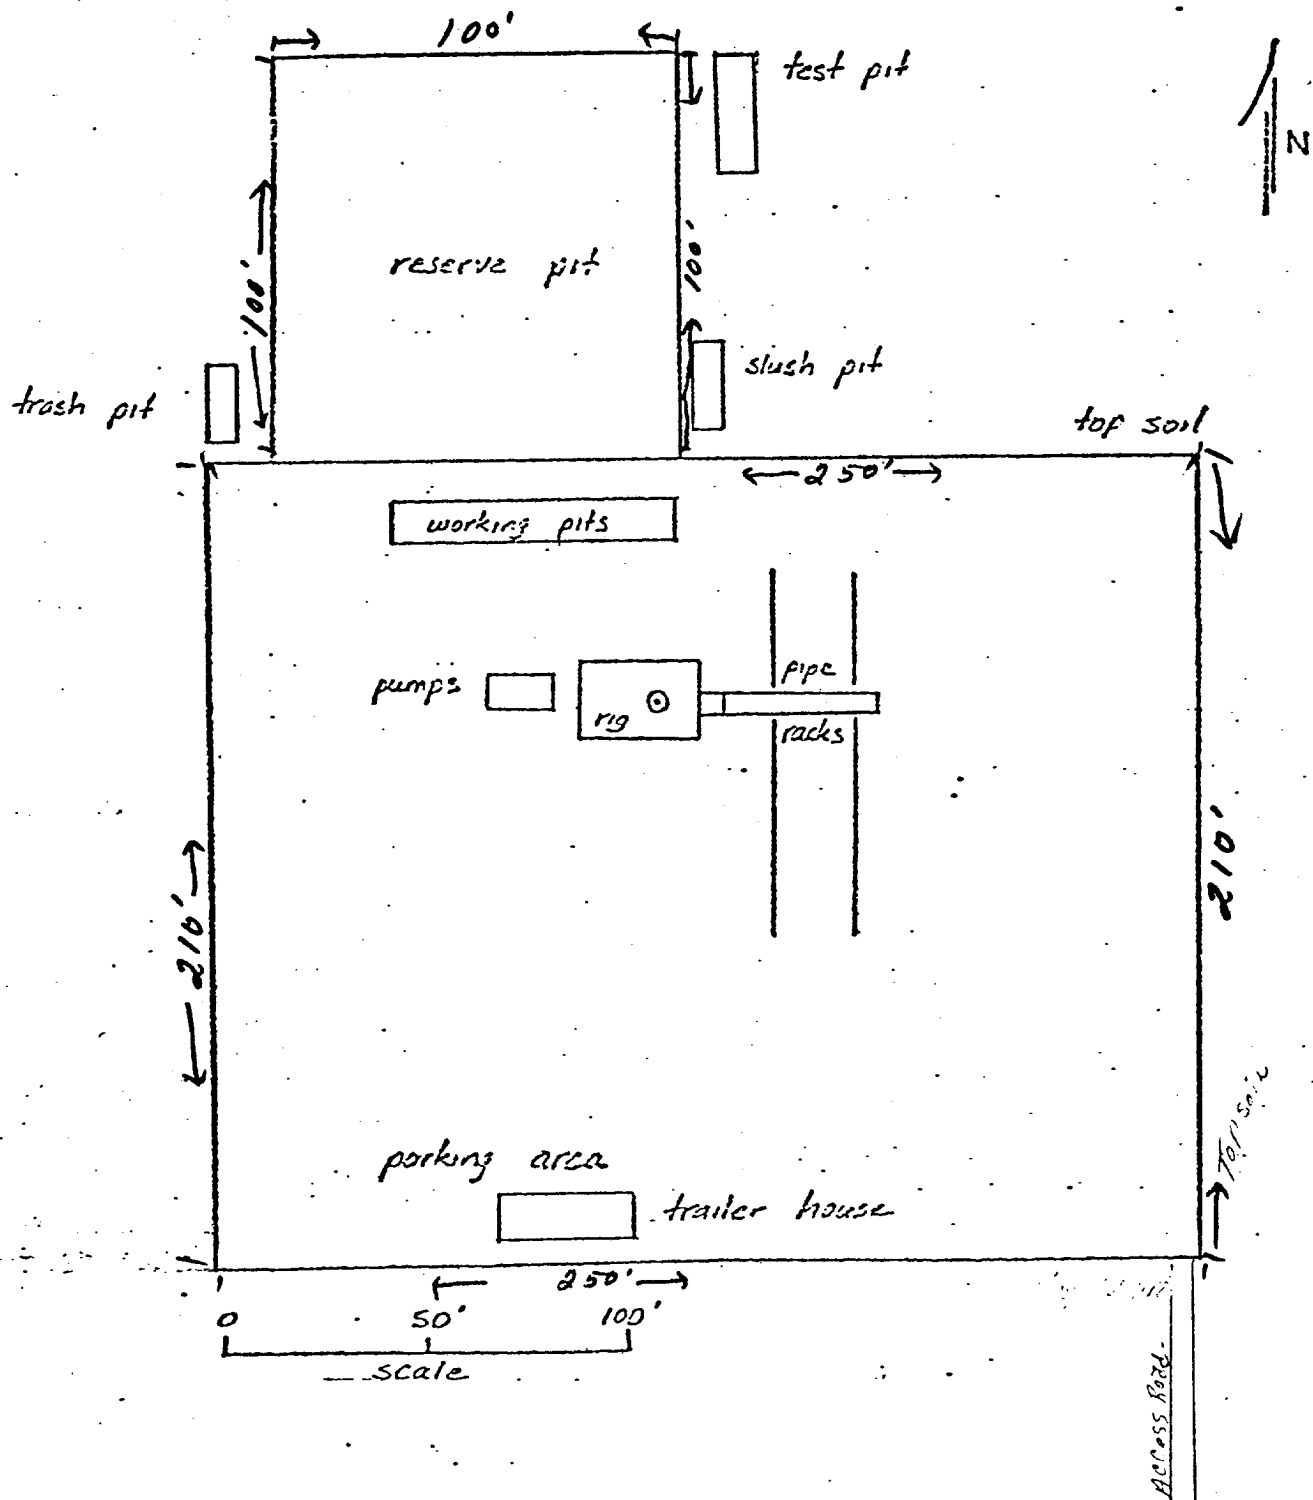 100'
test pit
N
reserve pit
100'
100'
slush pit
trash pit
top soil
250'
working pits
pumps
rig
pipe
racks
210'
210'
Top soil
parking area
trailer house
250'
0 50' 100'
scale
Access Road